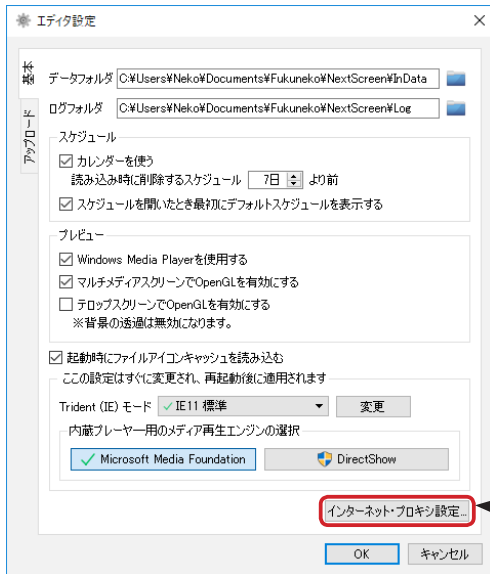 エディタ設定
基本
アップロード
データフォルダ C:¥Users¥Neko¥Documents¥Fukuneko¥NextScreen¥InData
ログフォルダ C:¥Users¥Neko¥Documents¥Fukuneko¥NextScreen¥Log
スケジュール
カレンダーを使う
読み込み時に削除するスケジュール 7日 より前
スケジュールを開いたとき最初にデフォルトスケジュールを表示する
プレビュー
Windows Media Playerを使用する
マルチメディアスクリーンでOpenGLを有効にする
テロップスクリーンでOpenGLを有効にする
※背景の透過は無効になります。
起動時にファイルアイコンキャッシュを読み込む
ここの設定はすぐに変更され、再起動後に適用されます
Trident (IE) モード IE11 標準 変更
内蔵プレーヤー用のメディア再生エンジンの選択
Microsoft Media Foundation DirectShow
インターネット・プロキシ設定...
OK キャンセル